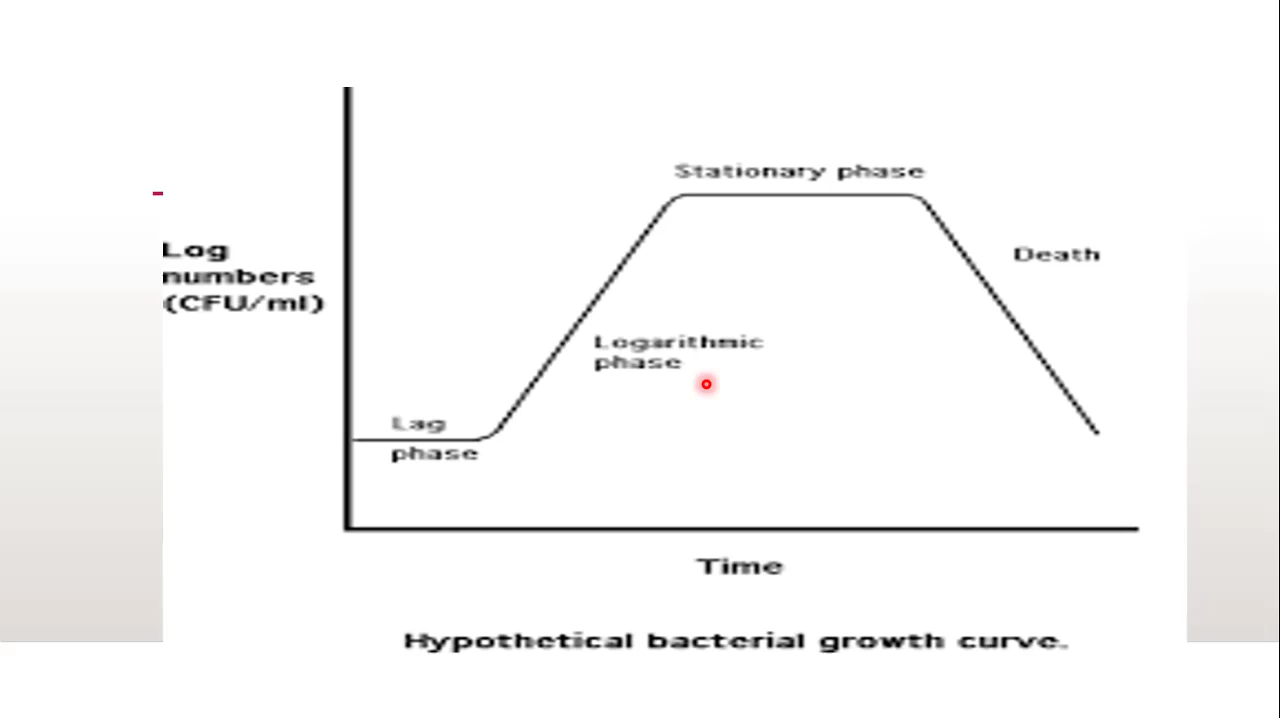 Stationary phase
Log
numbers
(CFU/ml)
Death
Logarithmic
phase
Lag
phase
Time
Hypothetical bacterial growth curve.